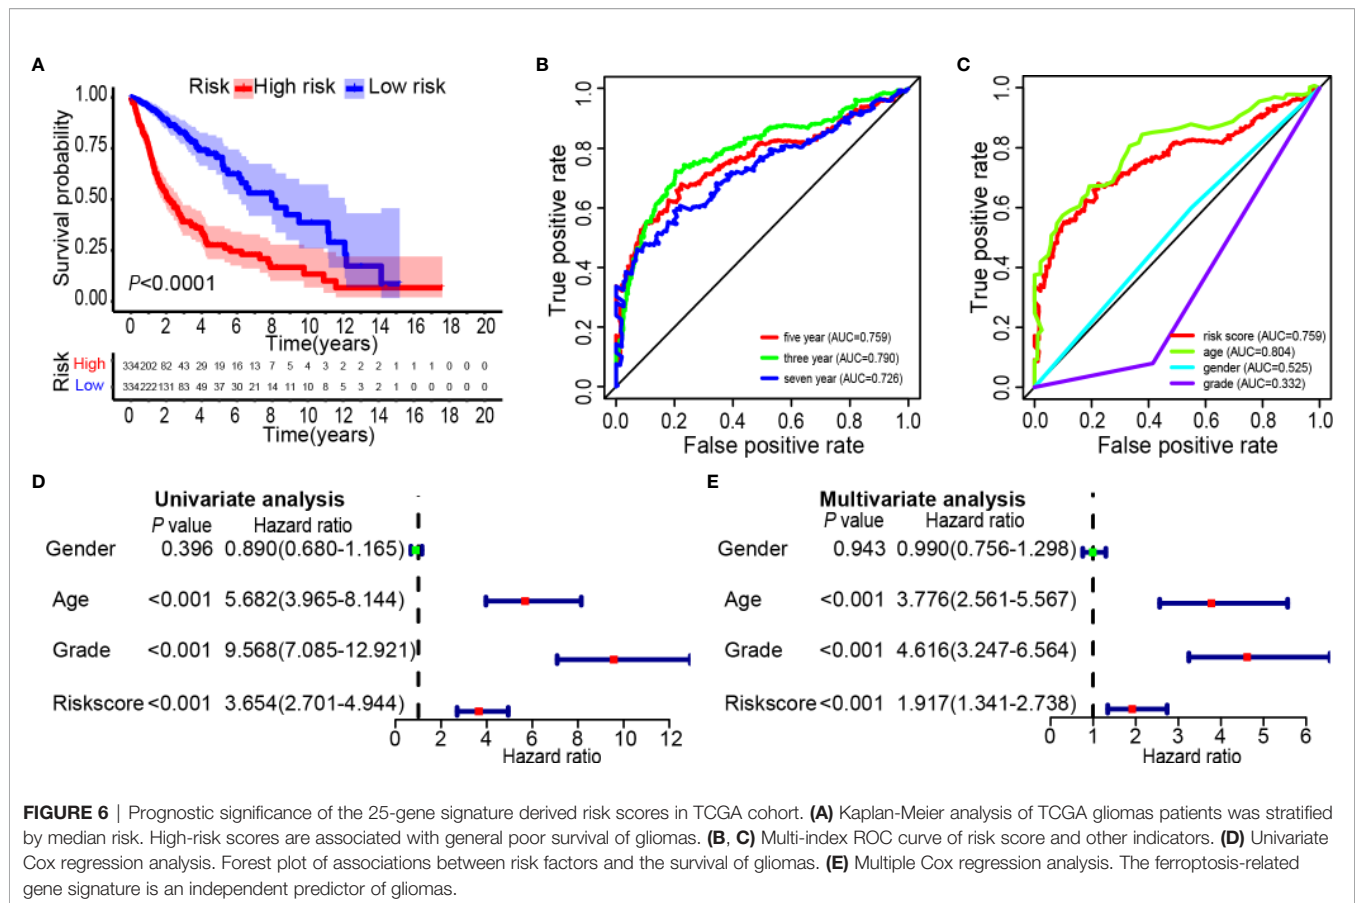 A
Risk High risk Low risk
1.00
0.75
0.50
0.25
0.00
Survival probability
P<0.0001
0 2 4 6 8 10 12 14 16 18 20
Time(years)
Risk
High 334 202 82 43 29 19 16 13 7 5 4 3 2 2 2 1 1 1 0 0 0
Low 334 222 131 83 49 37 30 21 14 11 10 8 5 3 2 1 0 0 0 0 0
0 2 4 6 8 10 12 14 16 18 20
Time(years)
B
1.0
0.8
0.6
0.4
0.2
0.0
True positive rate
five year (AUC=0.759)
three year (AUC=0.790)
seven year (AUC=0.726)
0.0 0.2 0.4 0.6 0.8 1.0
False positive rate
C
1.0
0.8
0.6
0.4
0.2
0.0
True positive rate
risk score (AUC=0.759)
age (AUC=0.804)
gender (AUC=0.525)
grade (AUC=0.332)
0.0 0.2 0.4 0.6 0.8 1.0
False positive rate
D
Univariate analysis
P value Hazard ratio
Gender 0.396 0.890(0.680-1.165)
Age <0.001 5.682(3.965-8.144)
Grade <0.001 9.568(7.085-12.921)
Riskscore <0.001 3.654(2.701-4.944)
0 2 4 6 8 10 12
Hazard ratio
E
Multivariate analysis
P value Hazard ratio
Gender 0.943 0.990(0.756-1.298)
Age <0.001 3.776(2.561-5.567)
Grade <0.001 4.616(3.247-6.564)
Riskscore <0.001 1.917(1.341-2.738)
0 1 2 3 4 5 6
Hazard ratio
FIGURE 6 | Prognostic significance of the 25-gene signature derived risk scores in TCGA cohort. (A) Kaplan-Meier analysis of TCGA gliomas patients was stratified
by median risk. High-risk scores are associated with general poor survival of gliomas. (B, C) Multi-index ROC curve of risk score and other indicators. (D) Univariate
Cox regression analysis. Forest plot of associations between risk factors and the survival of gliomas. (E) Multiple Cox regression analysis. The ferroptosis-related
gene signature is an independent predictor of gliomas.